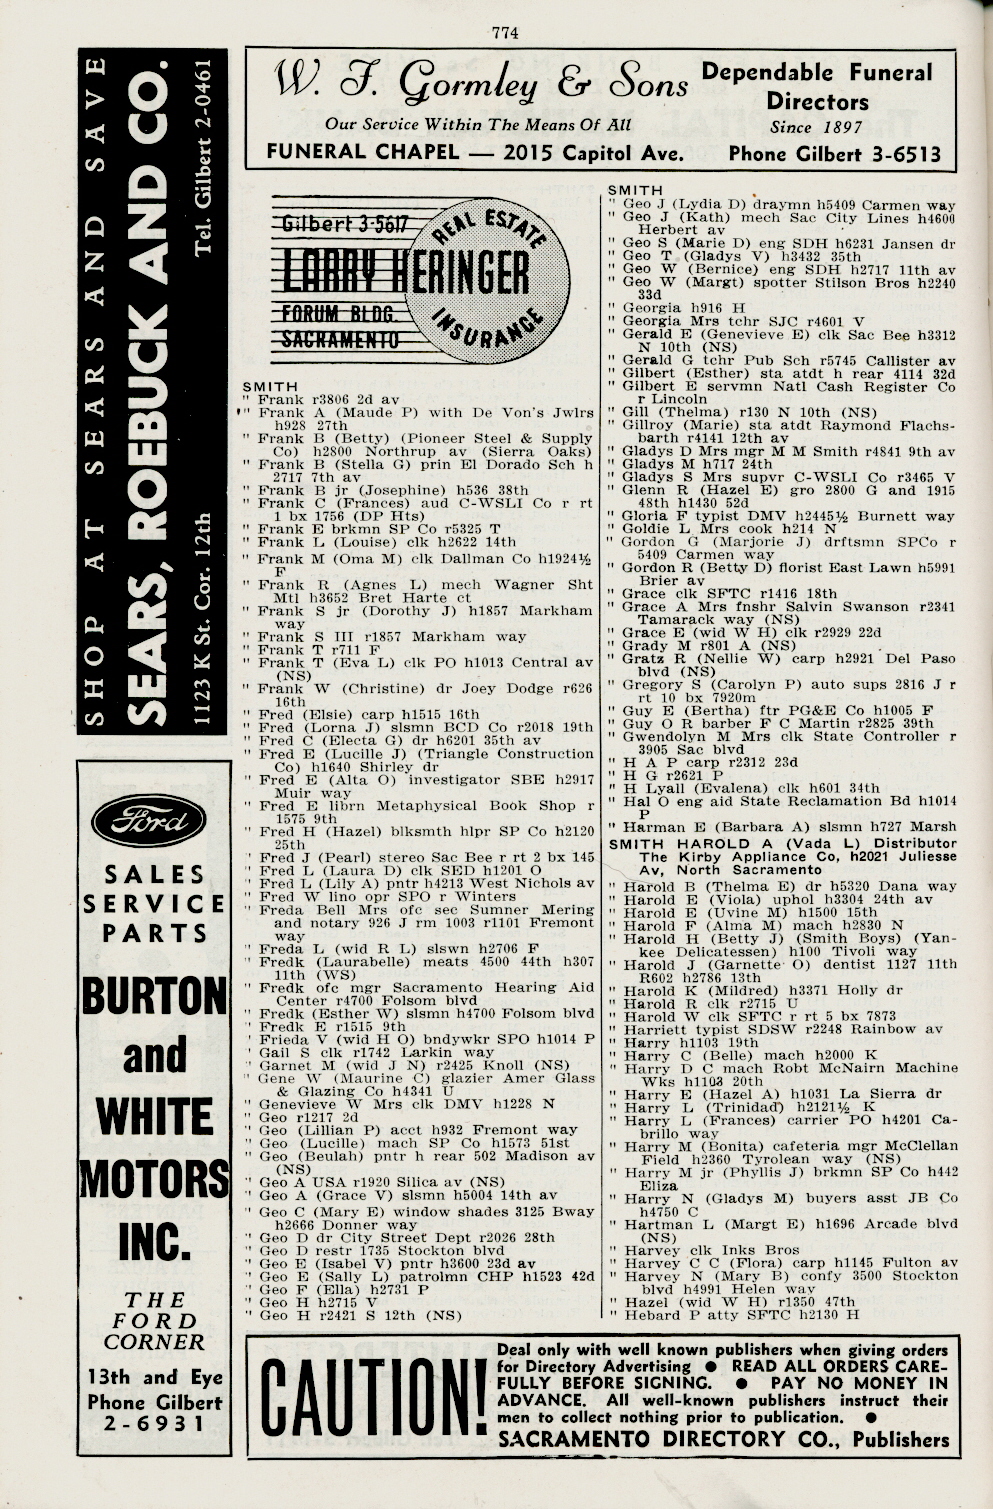 774
SHOP AT SEARS AND SAVE
SEARS, ROEBUCK AND CO.
1123 K St. Cor. 12th Tel. Gilbert 2-0461
W. F. Gormley & Sons
Our Service Within The Means Of All
Dependable Funeral
Directors
Since 1897
FUNERAL CHAPEL — 2015 Capitol Ave. Phone Gilbert 3-6513
Gilbert 3-5617
REAL ESTATE
LARRY HERINGER
FORUM BLDG.
SACRAMENTO
INSURANCE
SMITH
" Frank r3806 2d av
" Frank A (Maude P) with De Von's Jwlrs
h928 27th
" Frank B (Betty) (Pioneer Steel & Supply
Co) h2800 Northrup av (Sierra Oaks)
" Frank B (Stella G) prin El Dorado Sch h
2717 7th av
" Frank B jr (Josephine) h536 38th
" Frank C (Frances) aud C-WSLI Co r rt
1 bx 1756 (DP Hts)
" Frank E brkmn SP Co r5325 T
" Frank L (Louise) clk h2622 14th
" Frank M (Oma M) clk Dallman Co h1924½
F
" Frank R (Agnes L) mech Wagner Sht
Mtl h3652 Bret Harte ct
" Frank S jr (Dorothy J) h1857 Markham
way
" Frank S III r1857 Markham way
" Frank T r711 F
" Frank T (Eva L) clk PO h1013 Central av
(NS)
" Frank W (Christine) dr Joey Dodge r626
16th
" Fred (Elsie) carp h1515 16th
" Fred (Lorna J) slsmn BCD Co r2018 19th
" Fred C (Electa G) dr h6201 35th av
" Fred E (Lucille J) (Triangle Construction
Co) h1640 Shirley dr
" Fred E (Alta O) investigator SBE h2917
Muir way
" Fred E librn Metaphysical Book Shop r
1575 9th
" Fred H (Hazel) blksmth hlpr SP Co h2120
25th
' Fred J (Pearl) stereo Sac Bee r rt 2 bx 145
" Fred L (Laura D) clk SED h1201 O
" Fred L (Lily A) pntr h4213 West Nichols av
" Fred W lino opr SPO r Winters
" Freda Bell Mrs ofc sec Sumner Mering
and notary 926 J rm 1003 r1101 Fremont
way
" Freda L (wid R L) slswn h2706 F
" Fredk (Laurabelle) meats 4500 44th h307
11th (WS)
" Fredk ofc mgr Sacramento Hearing Aid
Center r4700 Folsom blvd
" Fredk (Esther W) slsmn h4700 Folsom blvd
' Fredk E r1515 9th
' Frieda V (wid H O) bndywkr SPO h1014 P
' Gail S clk r1742 Larkin way
' Garnet M (wid J N) r2425 Knoll (NS)
" Gene W (Maurine C) glazier Amer Glass
& Glazing Co h4341 U
" Genevieve W Mrs clk DMV h1228 N
" Geo r1217 2d
" Geo (Lillian P) acct h932 Fremont way
" Geo (Lucille) mach SP Co h1573 51st
" Geo (Beulah) pntr h rear 502 Madison av
(NS)
" Geo A USA r1920 Silica av (NS)
" Geo A (Grace V) slsmn h5004 14th av
" Geo C (Mary E) window shades 3125 Bway
h2666 Donner way
" Geo D dr City Street Dept r2026 28th
" Geo D restr 1735 Stockton blvd
" Geo E (Isabel V) pntr h3600 23d av
" Geo E (Sally L) patrolmn CHP h1523 42d
" Geo F (Ella) h2731 P
" Geo H h2715 V
" Geo H r2421 S 12th (NS)
SMITH
" Geo J (Lydia D) draymn h5409 Carmen way
" Geo J (Kath) mech Sac City Lines h4600
Herbert av
" Geo S (Marie D) eng SDH h6231 Jansen dr
" Geo T (Gladys V) h3432 35th
" Geo W (Bernice) eng SDH h2717 11th av
" Geo W (Margt) spotter Stilson Bros h2240
33d
" Georgia h916 H
" Georgia Mrs tchr SJC r4601 V
" Gerald E (Genevieve E) clk Sac Bee h3312
N 10th (NS)
" Gerald G tchr Pub Sch r5745 Callister av
" Gilbert (Esther) sta atdt h rear 4114 32d
" Gilbert E servmn Natl Cash Register Co
r Lincoln
" Gill (Thelma) r130 N 10th (NS)
" Gillroy (Marie) sta atdt Raymond Flachs-
barth r4141 12th av
" Gladys D Mrs mgr M M Smith r4841 9th av
" Gladys M h717 24th
" Gladys S Mrs supvr C-WSLI Co r3465 V
" Glenn R (Hazel E) gro 2800 G and 1915
48th h1430 52d
" Gloria F typist DMV h2445½ Burnett way
" Goldie L Mrs cook h214 N
" Gordon G (Marjorie J) drftsmn SPCo r
5409 Carmen way
" Gordon R (Betty D) florist East Lawn h5991
Brier av
" Grace clk SFTC r1416 18th
" Grace A Mrs fnshr Salvin Swanson r2341
Tamarack way (NS)
" Grace E (wid W H) clk r2929 22d
" Grady M r801 A (NS)
" Gratz R (Nellie W) carp h2921 Del Paso
blvd (NS)
" Gregory S (Carolyn P) auto sups 2816 J r
rt 10 bx 7920m
" Guy E (Bertha) ftr PG&E Co h1005 F
" Guy O R barber F C Martin r2825 39th
" Gwendolyn M Mrs clk State Controller r
3905 Sac blvd
" H A P carp r2312 23d
" H G r2621 P
" H Lyall (Evalena) clk h601 34th
" Hal O eng aid State Reclamation Bd h1014
P
" Harman E (Barbara A) slsmn h727 Marsh
SMITH HAROLD A (Vada L) Distributor
The Kirby Appliance Co, h2021 Juliesse
Av, North Sacramento
" Harold B (Thelma E) dr h5320 Dana way
" Harold E (Viola) uphol h3304 24th av
" Harold E (Uvine M) h1500 15th
" Harold F (Alma M) mach h2830 N
" Harold H (Betty J) (Smith Boys) (Yan-
kee Delicatessen) h100 Tivoli way
" Harold J (Garnette O) dentist 1127 11th
R602 h2786 13th
" Harold K (Mildred) h3371 Holly dr
" Harold R clk r2715 U
" Harold W clk SFTC r rt 5 bx 7873
" Harriett typist SDSW r2248 Rainbow av
" Harry h1103 19th
" Harry C (Belle) mach h2000 K
" Harry D C mach Robt McNairn Machine
Wks h1103 20th
" Harry E (Hazel A) h1031 La Sierra dr
" Harry L (Trinidad) h2121½ K
" Harry L (Frances) carrier PO h4201 Ca-
brillo way
" Harry M (Bonita) cafeteria mgr McClellan
Field h2360 Tyrolean way (NS)
" Harry M jr (Phyllis J) brkmn SP Co h442
Eliza
" Harry N (Gladys M) buyers asst JB Co
h4750 C
" Hartman L (Margt E) h1696 Arcade blvd
(NS)
" Harvey clk Inks Bros
" Harvey C C (Flora) carp h1145 Fulton av
" Harvey N (Mary B) confy 3500 Stockton
blvd h4991 Helen way
" Hazel (wid W H) r1350 47th
" Hebard P atty SFTC h2130 H
Ford
SALES
SERVICE
PARTS
BURTON
and
WHITE
MOTORS
INC.
THE
FORD
CORNER
13th and Eye
Phone Gilbert
2-6931
CAUTION!
Deal only with well known publishers when giving orders
for Directory Advertising ● READ ALL ORDERS CARE-
FULLY BEFORE SIGNING. ● PAY NO MONEY IN
ADVANCE. All well-known publishers instruct their
men to collect nothing prior to publication. ●
SACRAMENTO DIRECTORY CO., Publishers